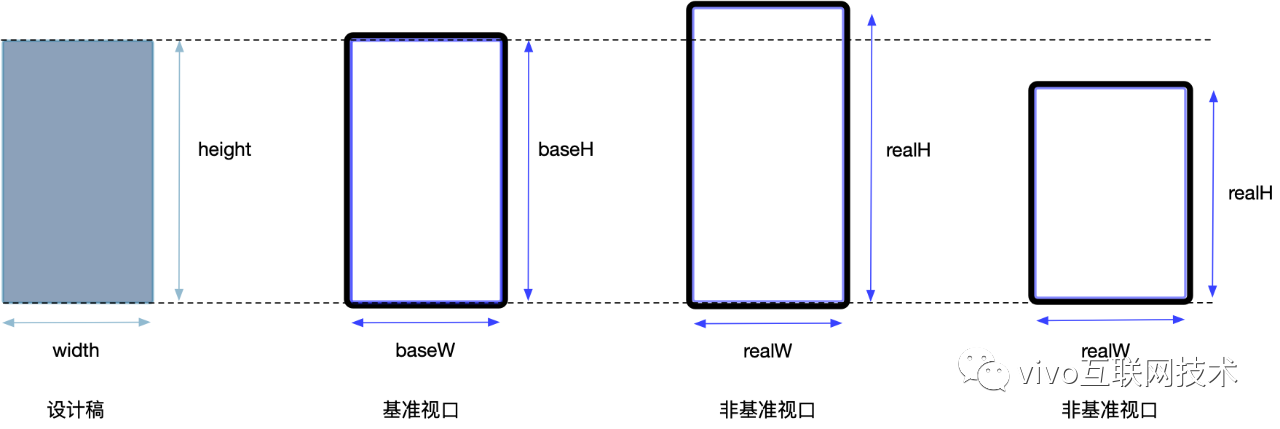 height
baseH
realH
realH
width
baseW
realW
realW
vivo互联网技术
设计稿
基准视口
非基准视口
非基准视口